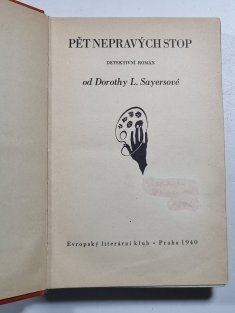 PĚT NEPRAVÝCH STOP
DETEKTIVNÍ ROMÁN
od Dorothy L. Sayersové
Evropský literární klub • Praha 1940